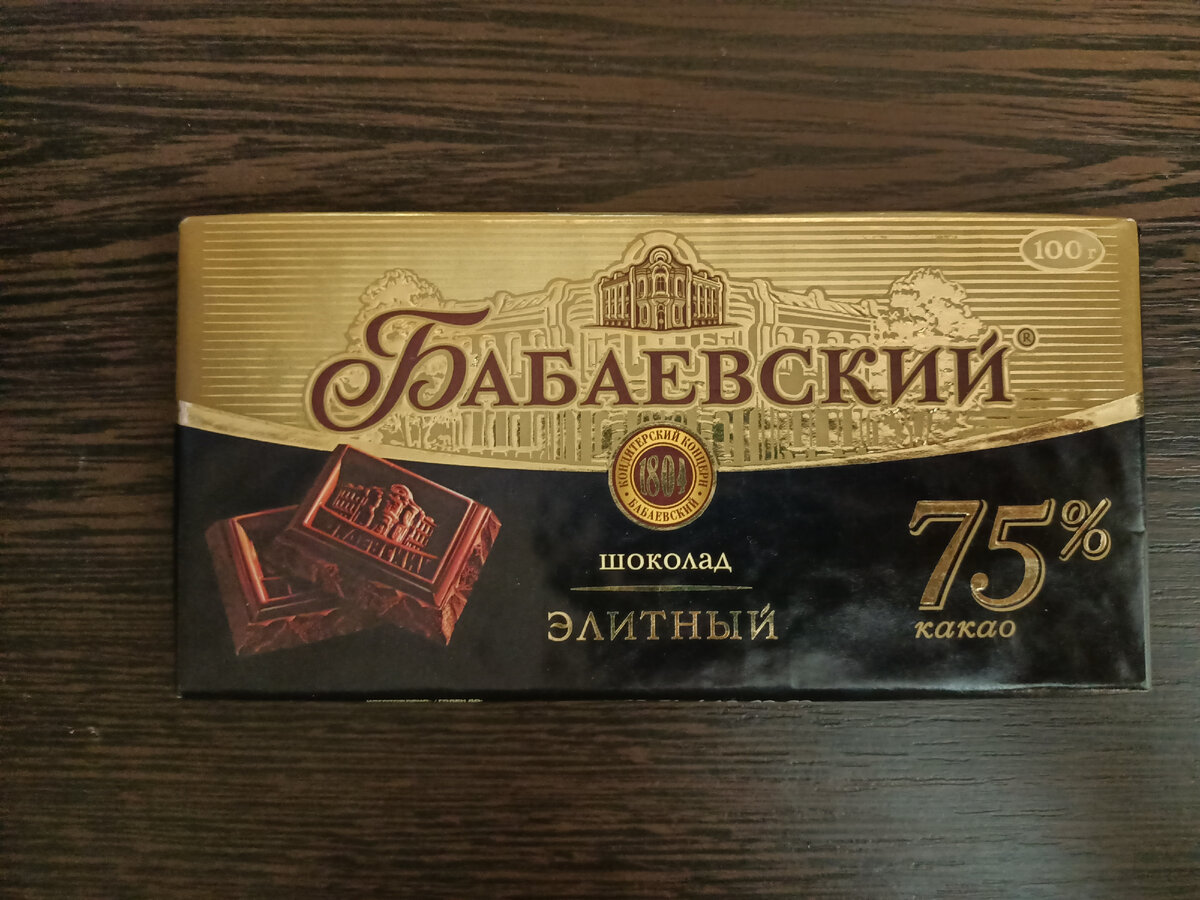 100 г
БАБАЕВСКИЙ®
КОНДИТЕРСКИЙ КОНЦЕРН
1804
• БАБАЕВСКИЙ •
шоколад
ЭЛИТНЫЙ
75%
какао